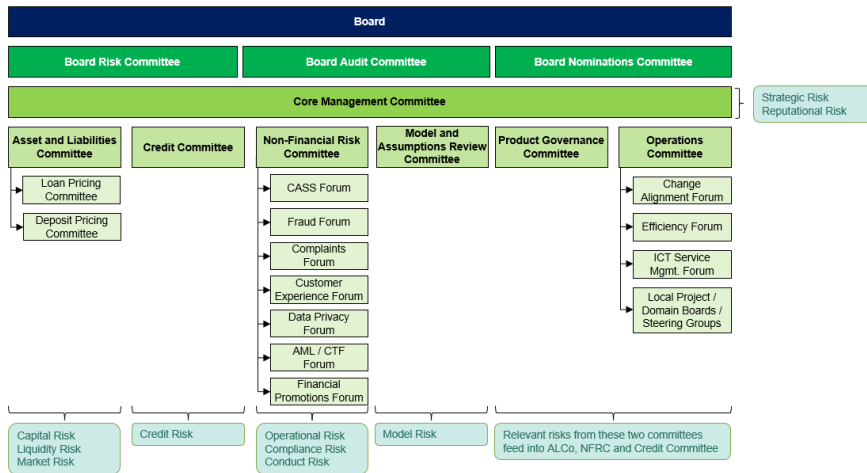 Board
Board Risk Committee
Board Audit Committee
Board Nominations Committee
Core Management Committee
Strategic Risk
Reputational Risk
Asset and Liabilities
Committee
Credit Committee
Non-Financial Risk
Committee
Model and
Assumptions Review
Committee
Product Governance
Committee
Operations
Committee
Loan Pricing
Committee
Deposit Pricing
Committee
CASS Forum
Fraud Forum
Complaints
Forum
Customer
Experience Forum
Data Privacy
Forum
AML / CTF
Forum
Financial
Promotions Forum
Change
Alignment Forum
Efficiency Forum
ICT Service
Mgmt. Forum
Local Project /
Domain Boards /
Steering Groups
Capital Risk
Liquidity Risk
Market Risk
Credit Risk
Operational Risk
Compliance Risk
Conduct Risk
Model Risk
Relevant risks from these two committees
feed into ALCo, NFRC and Credit Committee